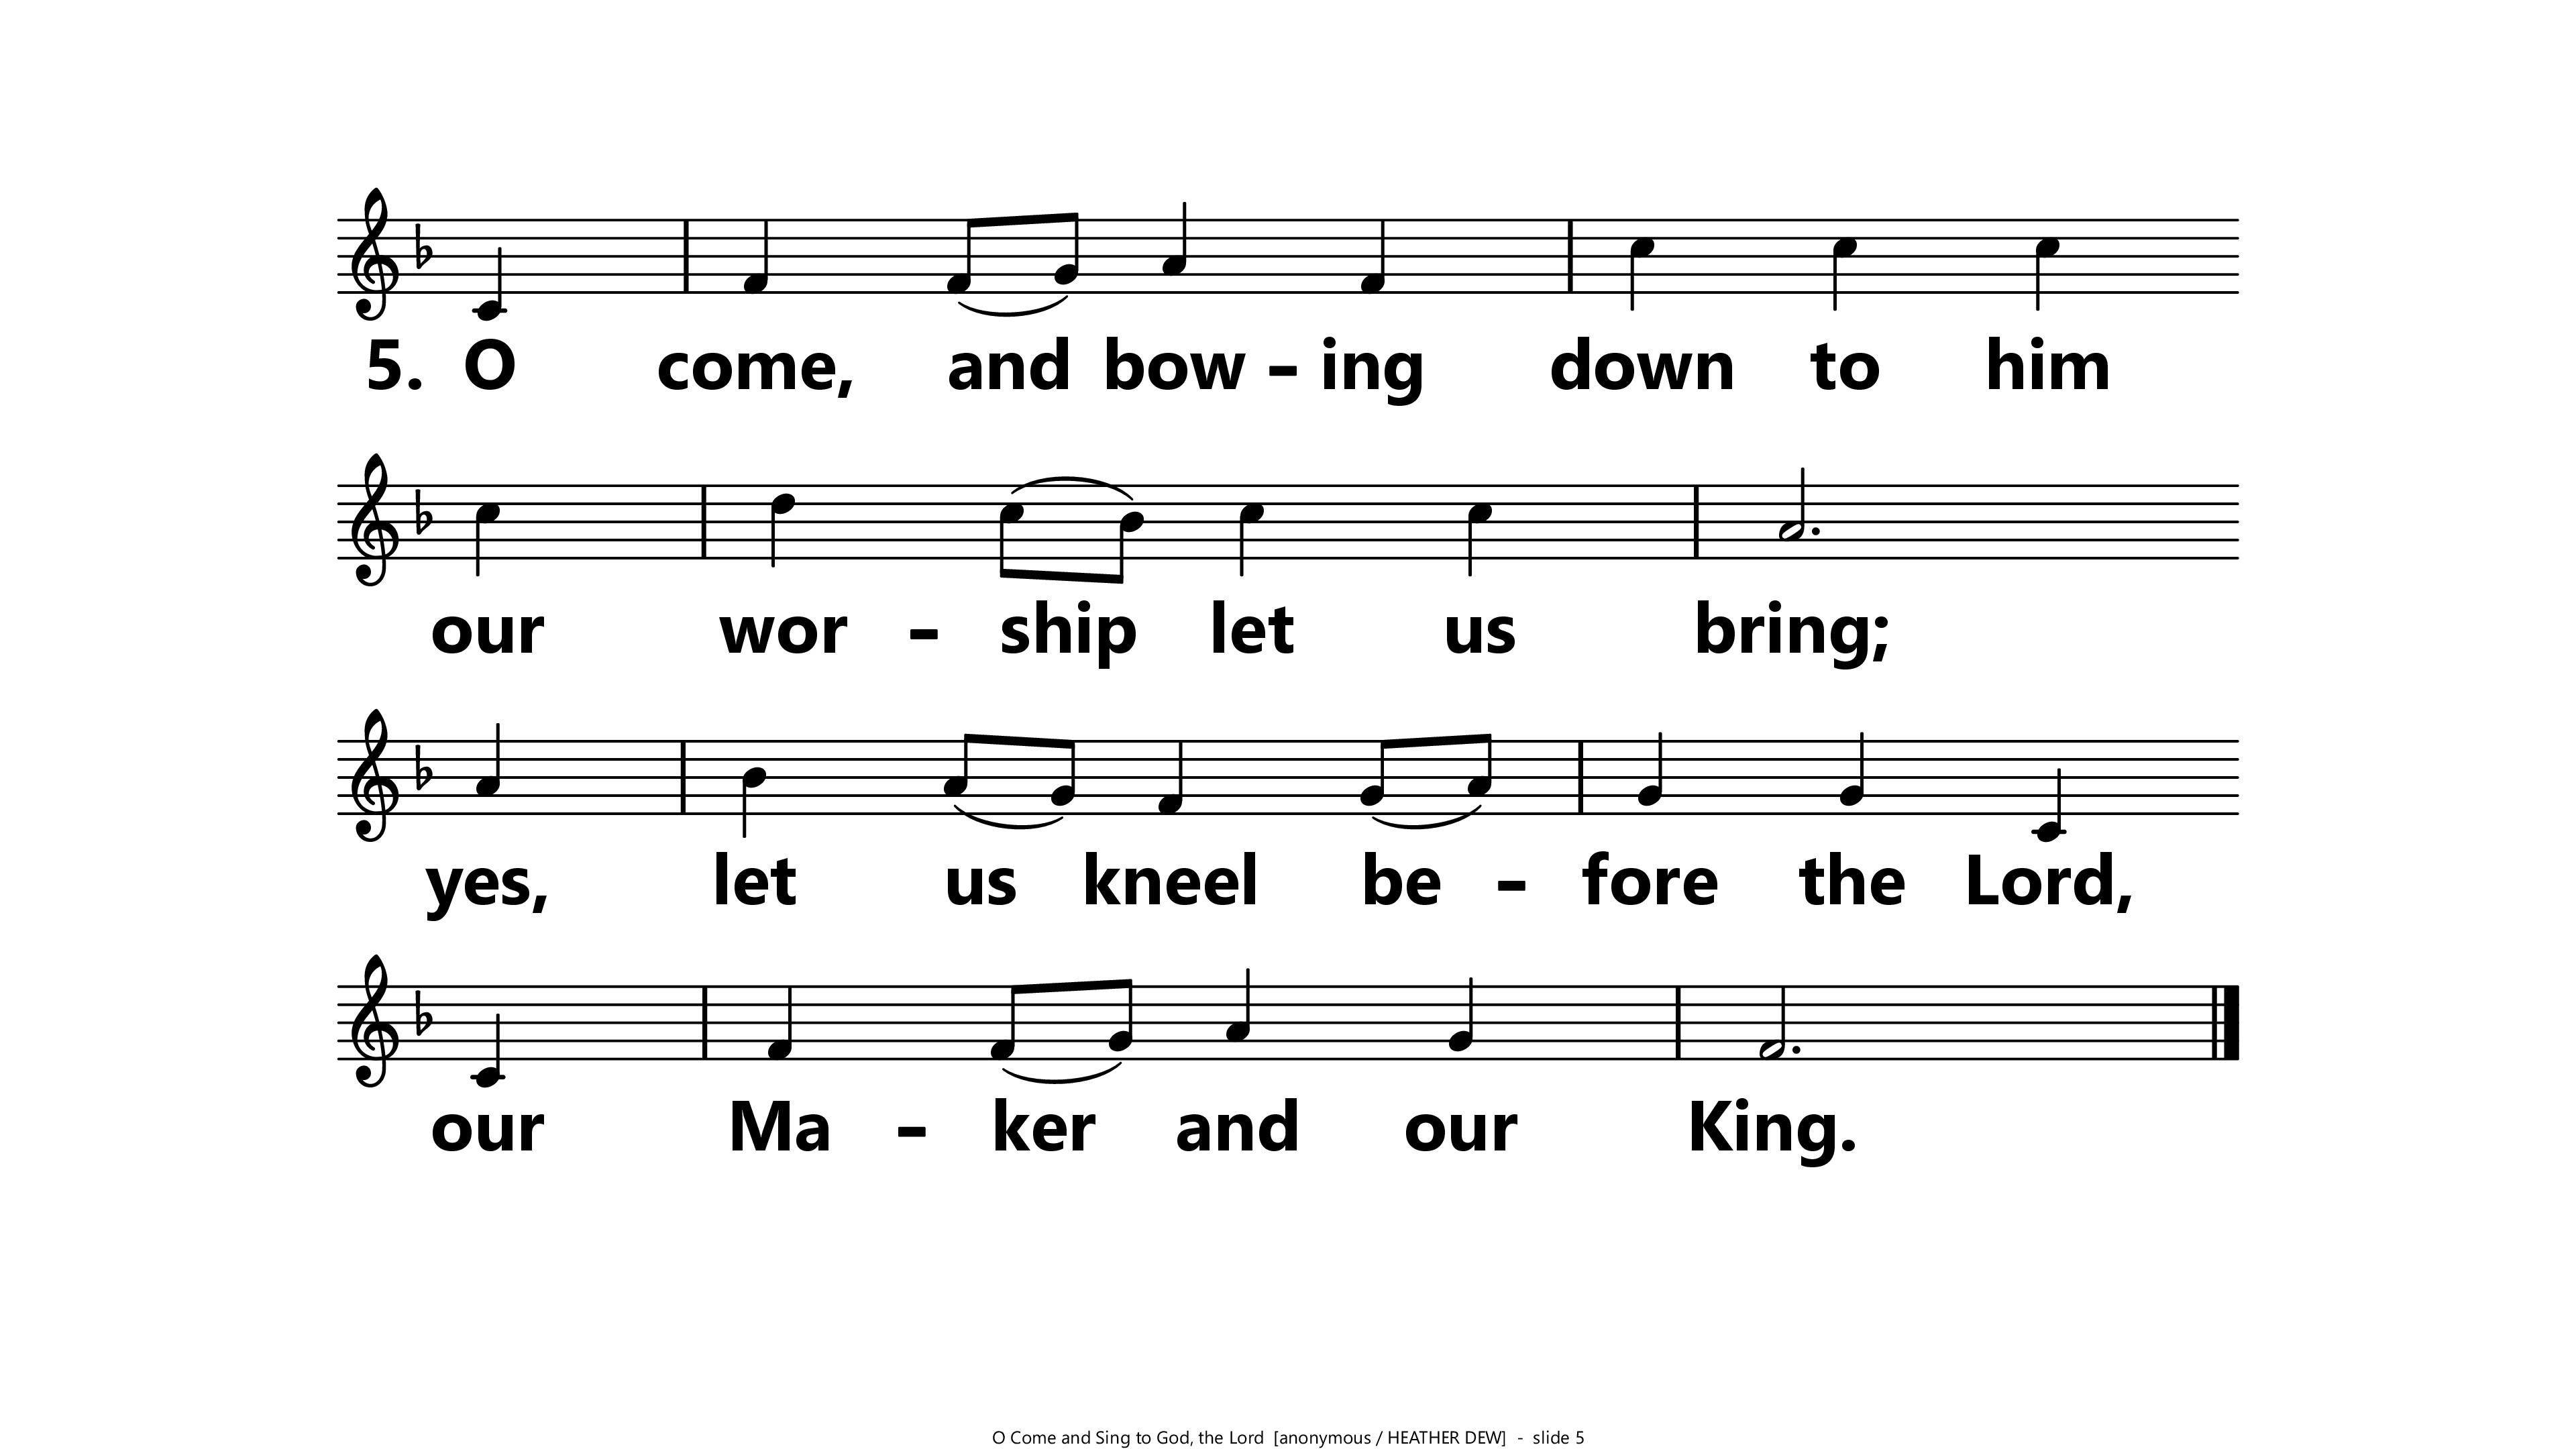 5. O come, and bow - ing down to him
our wor - ship let us bring;
yes, let us kneel be - fore the Lord,
our Ma - ker and our King.
O Come and Sing to God, the Lord [anonymous / HEATHER DEW] - slide 5